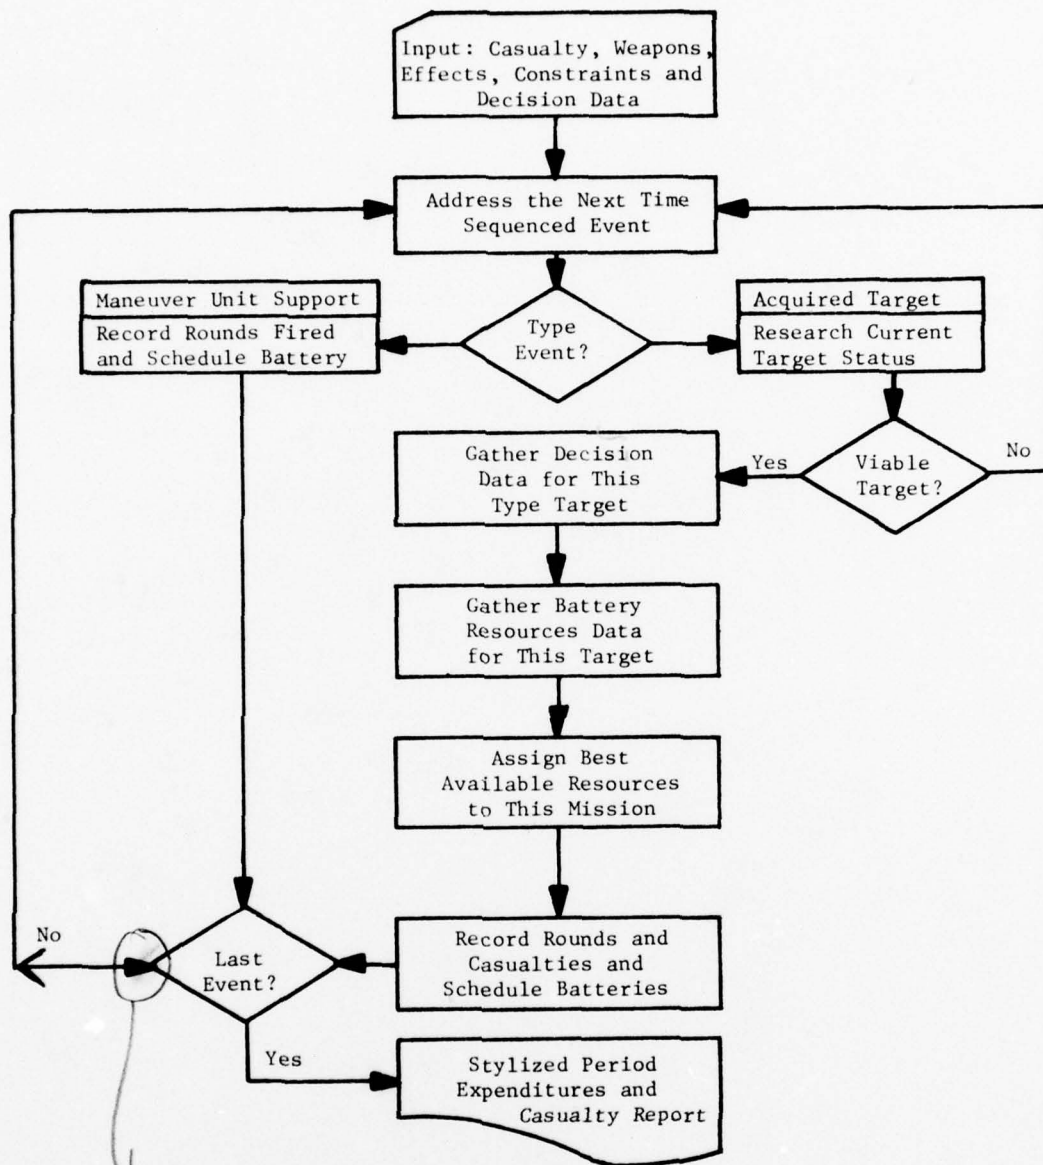 Input: Casualty, Weapons,
Effects, Constraints and
Decision Data
Address the Next Time
Sequenced Event
Type
Event?
Maneuver Unit Support
Record Rounds Fired
and Schedule Battery
Acquired Target
Research Current
Target Status
Viable
Target?
Yes
No
Gather Decision
Data for This
Type Target
Gather Battery
Resources Data
for This Target
Assign Best
Available Resources
to This Mission
Record Rounds and
Casualties and
Schedule Batteries
Last
Event?
No
Yes
Stylized Period
Expenditures and
Casualty Report